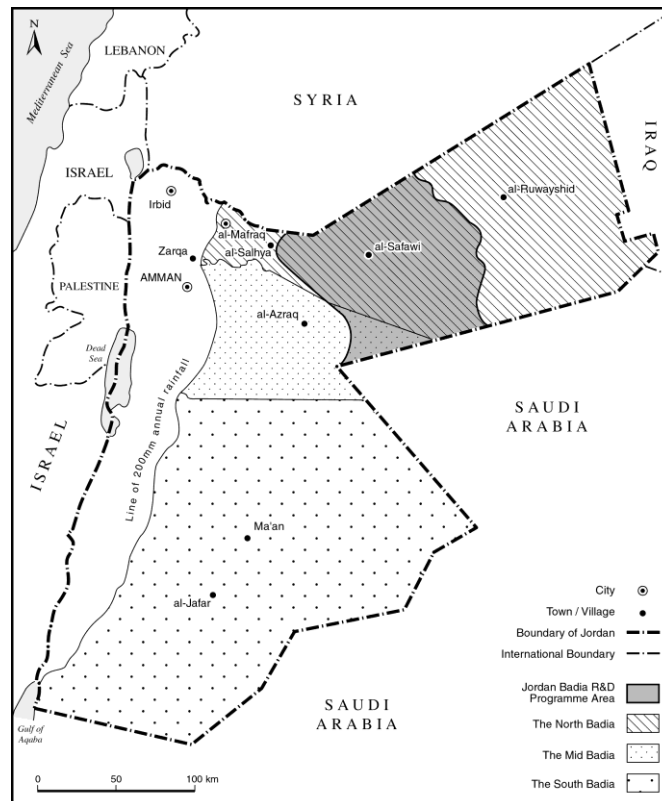 N
Mediterranean Sea
LEBANON
SYRIA
IRAQ
ISRAEL
Irbid
al-Mafraq
al-Salhya
al-Safawi
al-Ruwayshid
Zarqa
AMMAN
PALESTINE
al-Azraq
Dead
Sea
Line of 200mm annual rainfall
SAUDI
ARABIA
ISRAEL
Ma'an
al-Jafar
SAUDI
ARABIA
Gulf of
Aqaba
0 50 100 km
City
Town / Village
Boundary of Jordan
International Boundary
Jordan Badia R&D
Programme Area
The North Badia
The Mid Badia
The South Badia